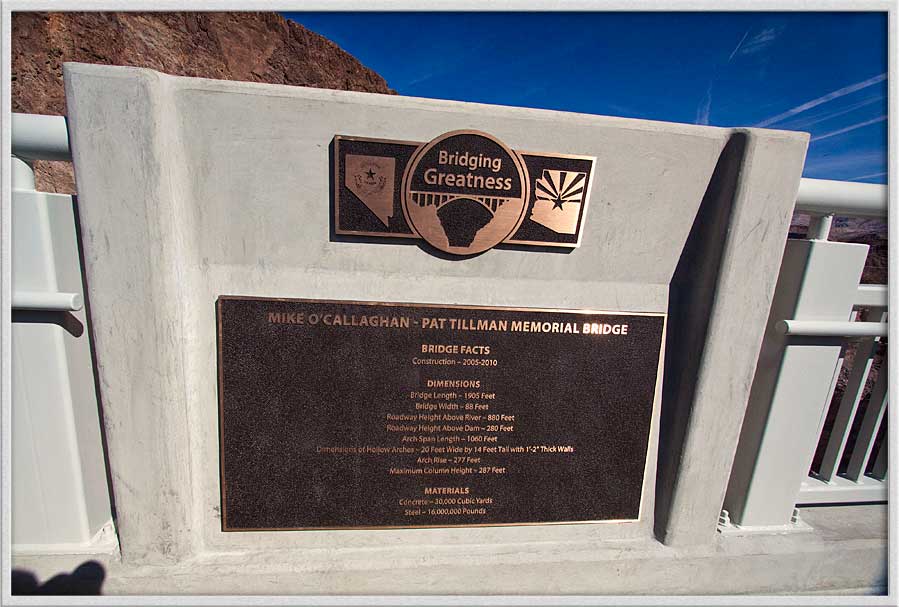 Bridging
Greatness
MIKE O'CALLAGHAN - PAT TILLMAN MEMORIAL BRIDGE
BRIDGE FACTS
Construction ~ 2005-2010
DIMENSIONS
Bridge Length ~ 1905 Feet
Bridge Width ~ 88 Feet
Roadway Height Above River ~ 880 Feet
Roadway Height Above Dam ~ 280 Feet
Arch Span Length ~ 1060 Feet
Dimensions of Hollow Arches ~ 20 Feet Wide by 14 Feet Tall with 1'-2" Thick Walls
Arch Rise ~ 277 Feet
Maximum Column Height ~ 287 Feet
MATERIALS
Concrete ~ 30,000 Cubic Yards
Steel ~ 16,000,000 Pounds